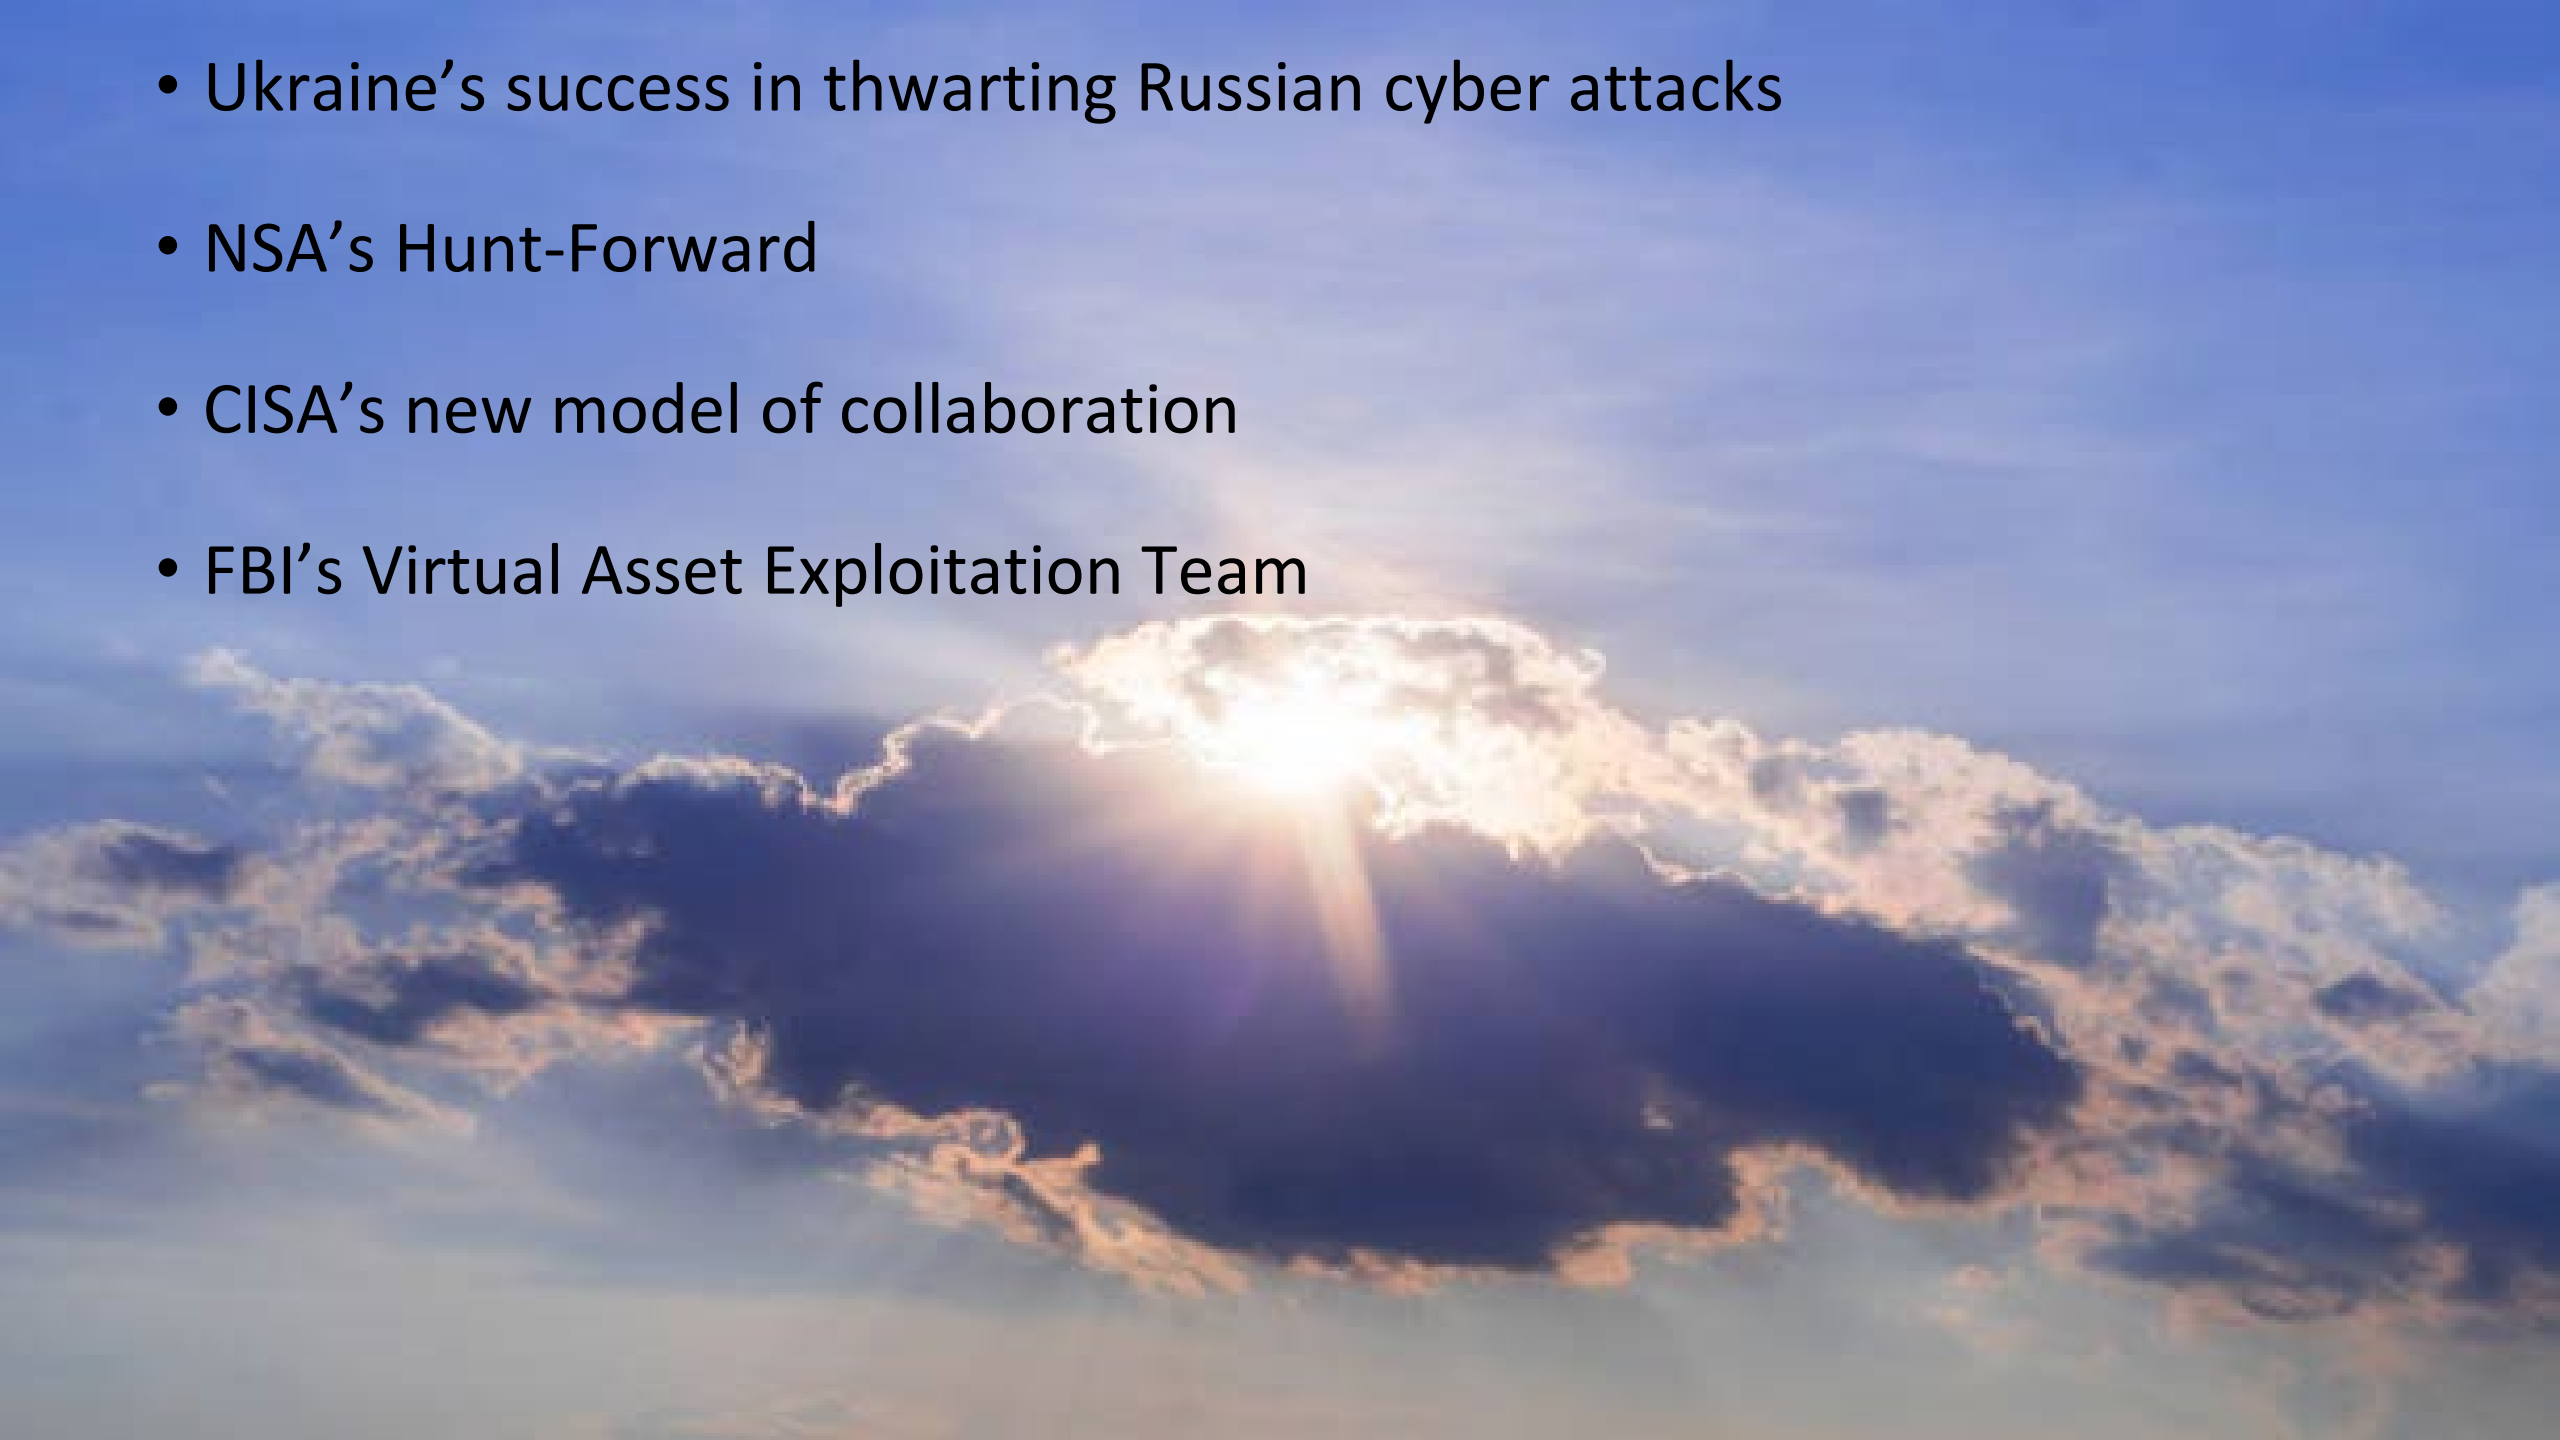 • Ukraine’s success in thwarting Russian cyber attacks
• NSA’s Hunt-Forward
• CISA’s new model of collaboration
• FBI’s Virtual Asset Exploitation Team